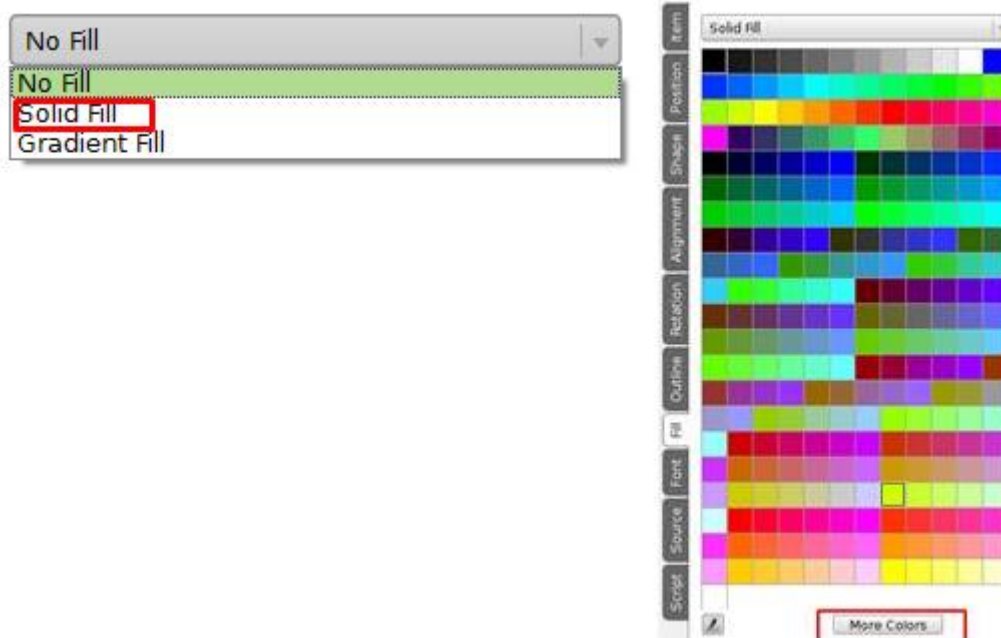 No Fill
No Fill
Solid Fill
Gradient Fill
Item
Position
Shape
Alignment
Rotation
Outline
Fill
Font
Source
Script
Solid Fill
More Colors